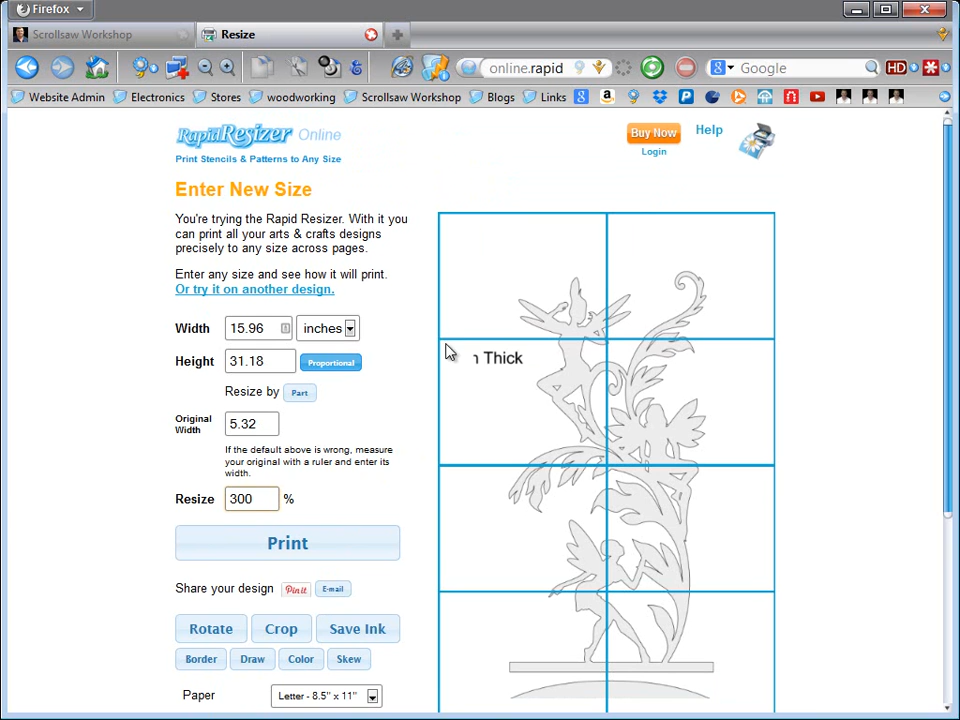 Firefox
Scrollsaw Workshop
Resize
online.rapid
Google
HD
Website Admin
Electronics
Stores
woodworking
Scrollsaw Workshop
Blogs
Links
RapidResizer Online
Print Stencils & Patterns to Any Size
Buy Now
Login
Help
Enter New Size
You're trying the Rapid Resizer. With it you
can print all your arts & crafts designs
precisely to any size across pages.
Enter any size and see how it will print.
Or try it on another design.
Width 15.96 inches
Height 31.18 Proportional
Resize by Part
Original
Width
5.32
If the default above is wrong, measure
your original with a ruler and enter its
width.
Resize 300 %
Print
Share your design Pin it E-mail
Rotate Crop Save Ink
Border Draw Color Skew
Paper Letter - 8.5" x 11"
Thick